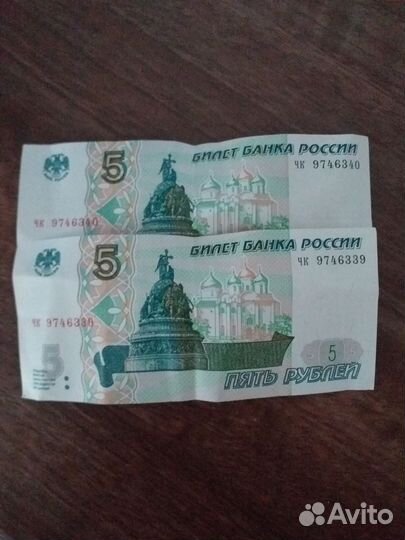 5
БИЛЕТ БАНКА РОССИИ
чк 9746340
чк 9746340
5
БИЛЕТ БАНКА РОССИИ
чк 9746339
чк 9746339
5
5
ПЯТЬ РУБЛЕЙ
Avito